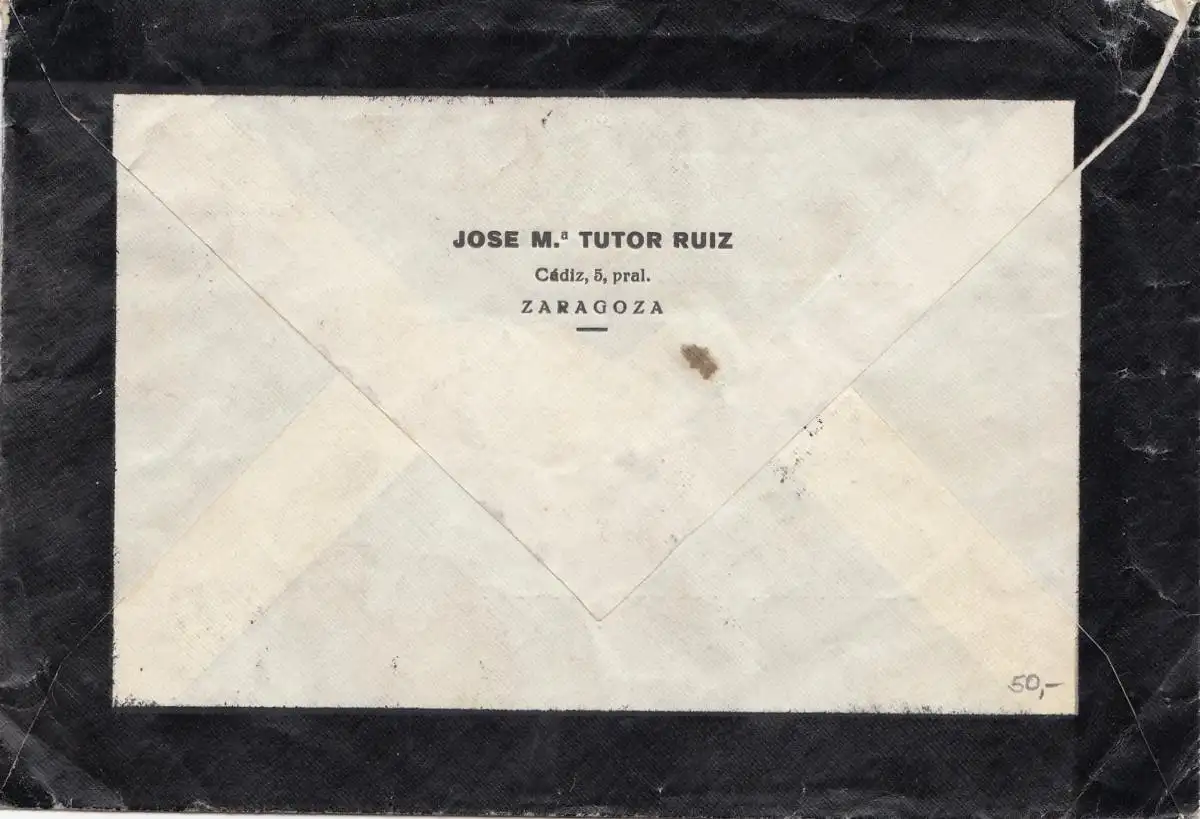 JOSE M.ª TUTOR RUIZ
Cádiz, 5, pral.
ZARAGOZA
50,-